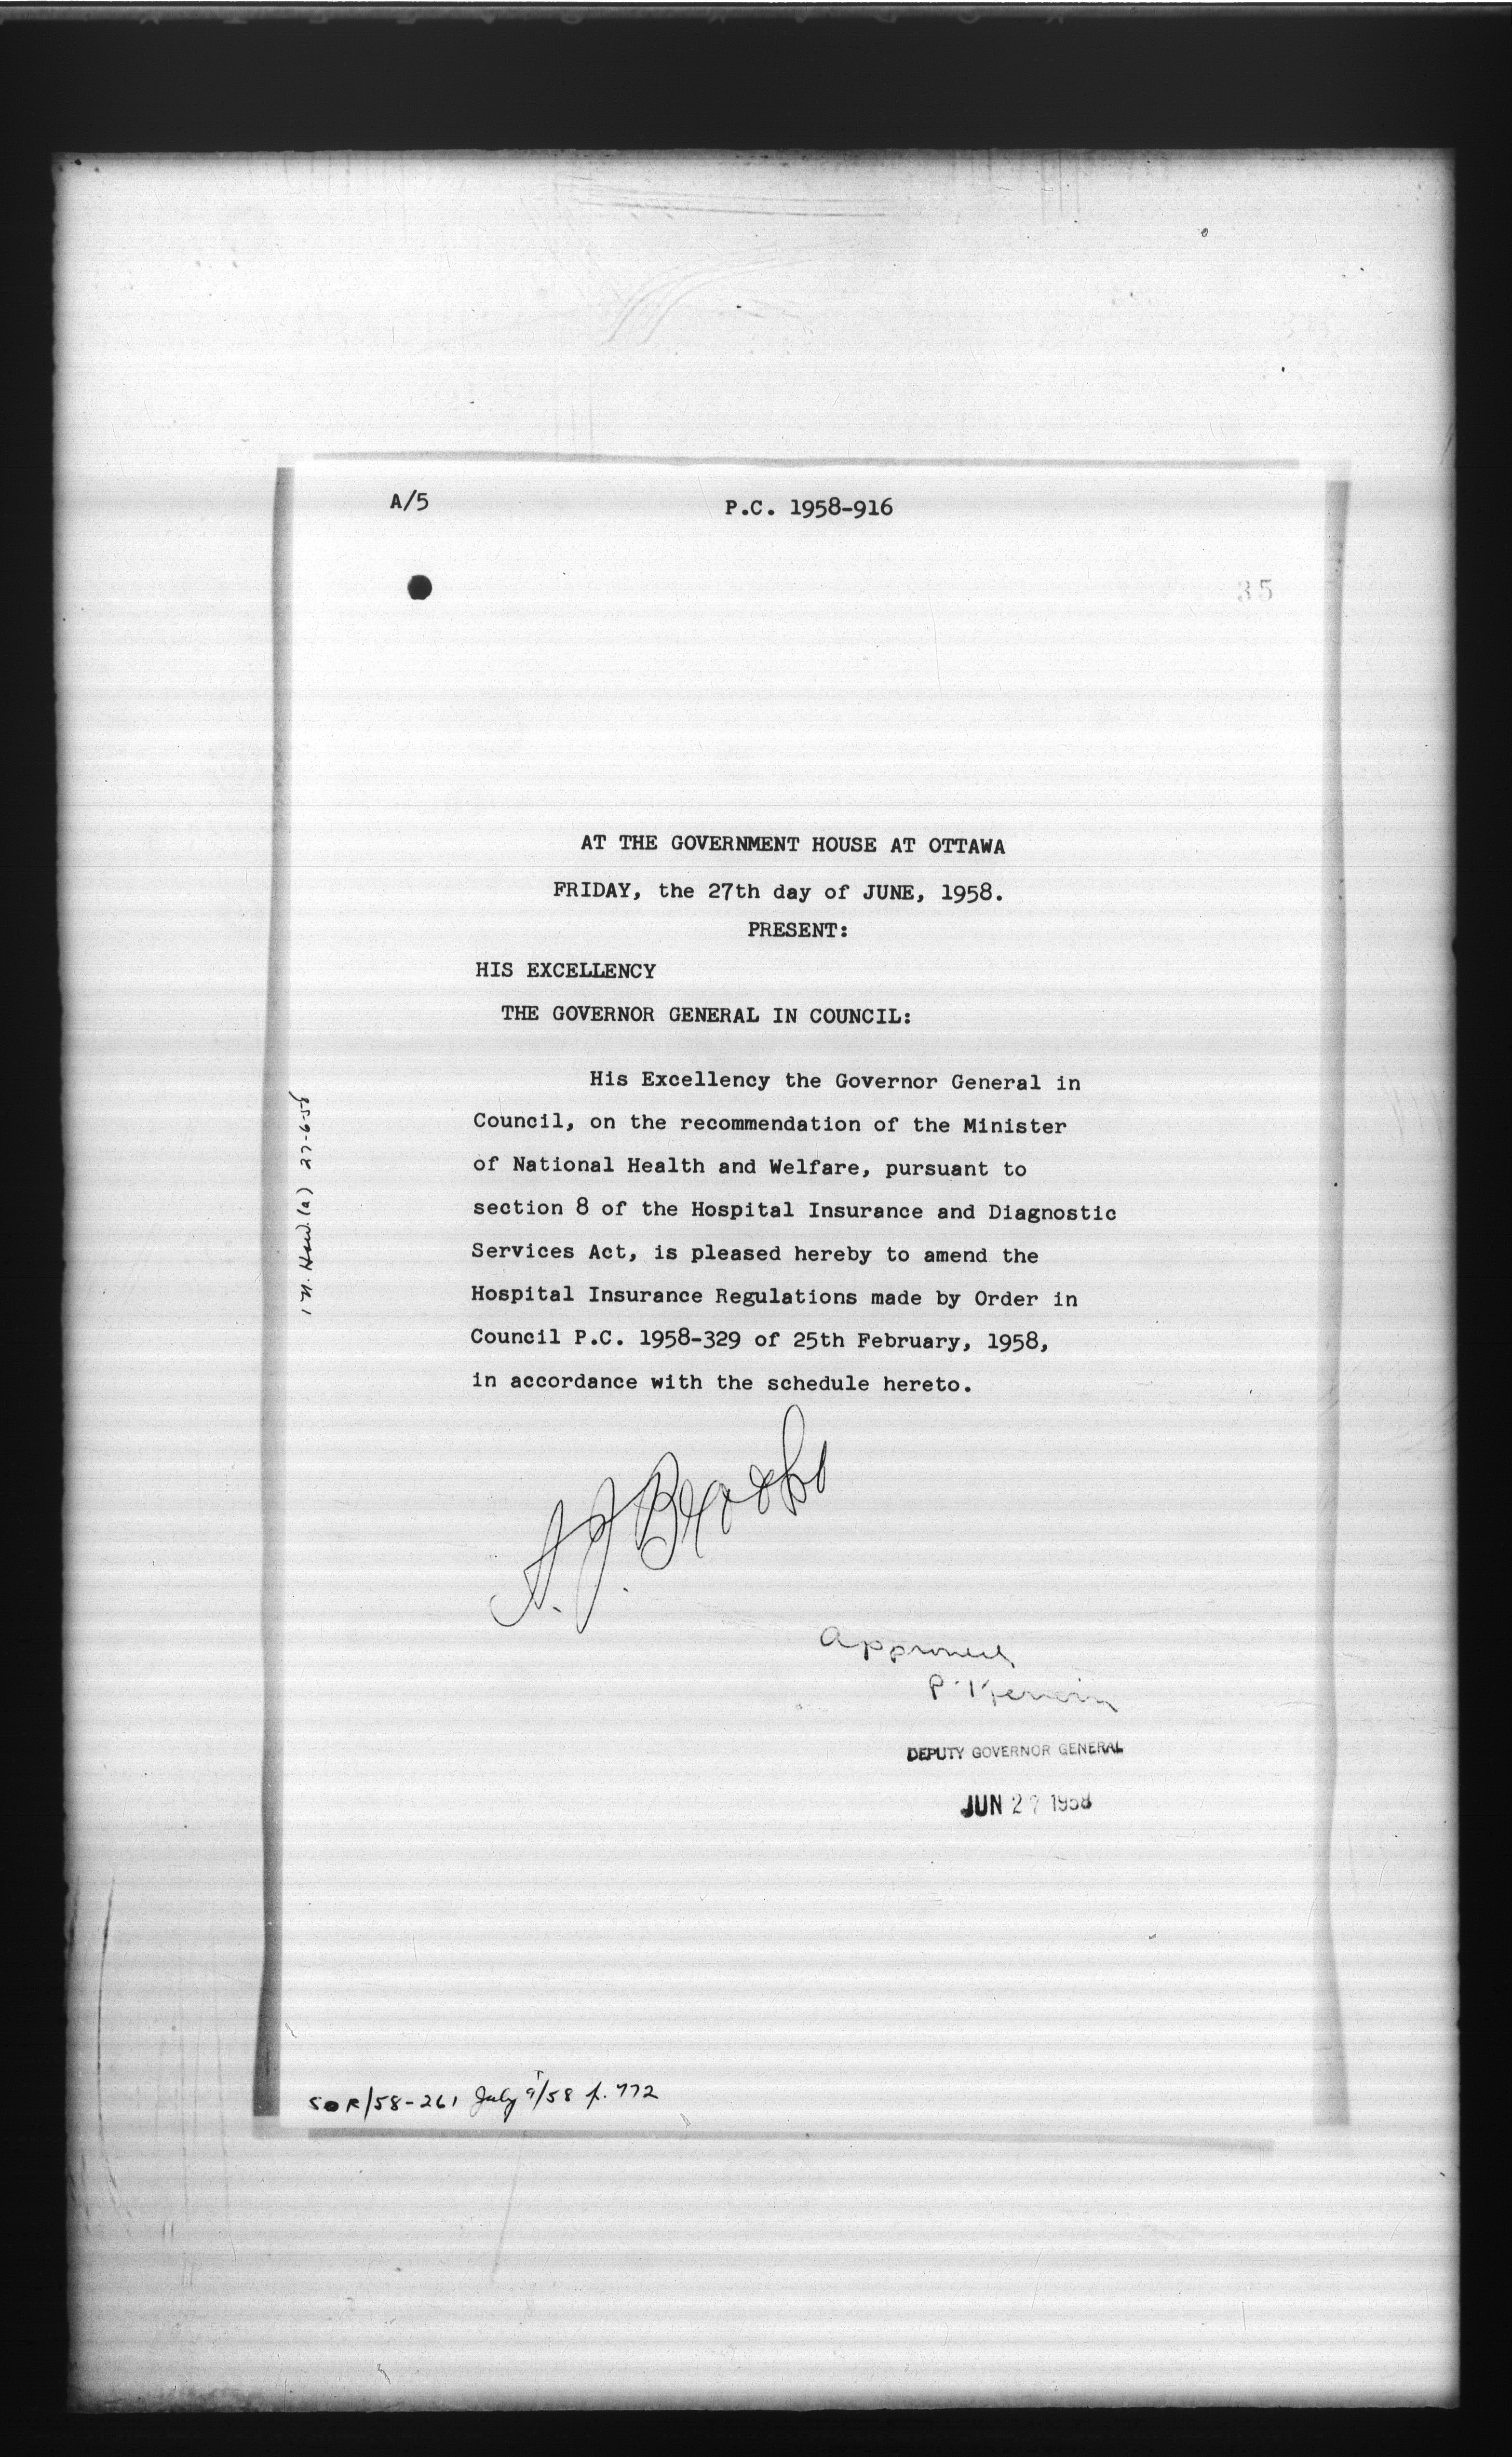 A/5
P.C. 1958-916
35
AT THE GOVERNMENT HOUSE AT OTTAWA
FRIDAY, the 27th day of JUNE, 1958.
PRESENT:
HIS EXCELLENCY
THE GOVERNOR GENERAL IN COUNCIL:
His Excellency the Governor General in
Council, on the recommendation of the Minister
of National Health and Welfare, pursuant to
section 8 of the Hospital Insurance and Diagnostic
Services Act, is pleased hereby to amend the
Hospital Insurance Regulations made by Order in
Council P.C. 1958-329 of 25th February, 1958,
in accordance with the schedule hereto.
27-6-58
A. J. Brooks
Approved
P. Kerwin
DEPUTY GOVERNOR GENERAL
JUN 27 1958
SOR/58-261 July 9/58 p. 772